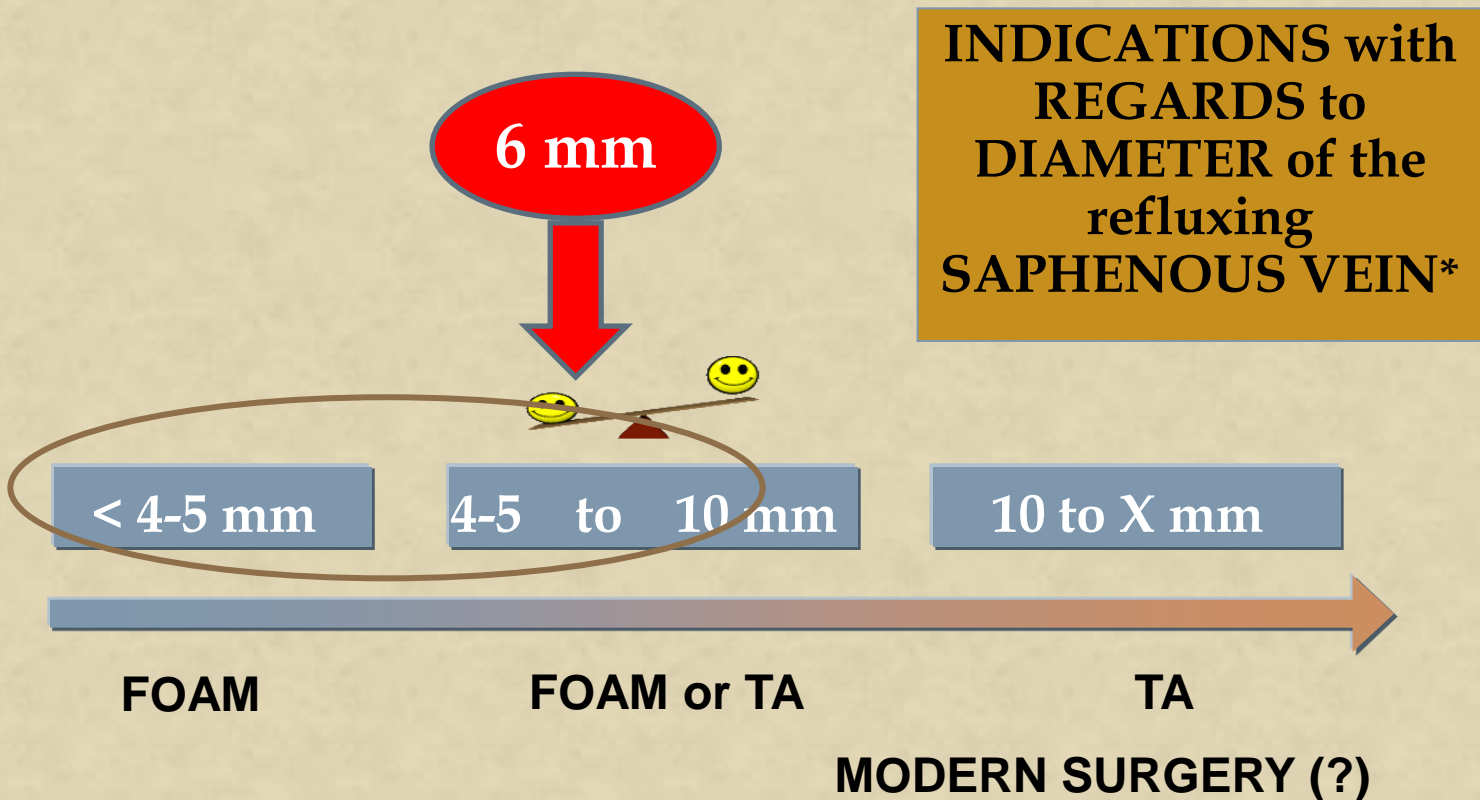 INDICATIONS with
REGARDS to
DIAMETER of the
refluxing
SAPHENOUS VEIN*
6 mm
< 4-5 mm
4-5 to 10 mm
10 to X mm
FOAM
FOAM or TA
TA
MODERN SURGERY (?)